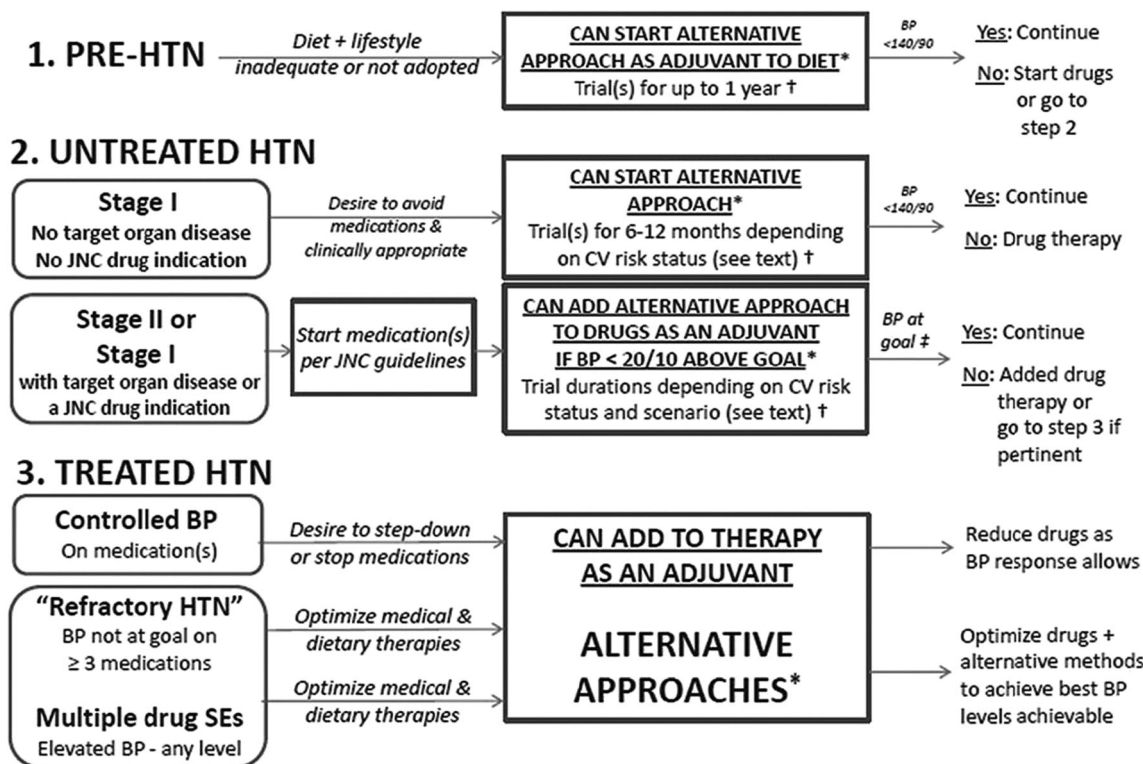 1. PRE-HTN
Diet + lifestyle
inadequate or not adopted
CAN START ALTERNATIVE
APPROACH AS ADJUVANT TO DIET*
Trial(s) for up to 1 year †
BP
<140/90
Yes: Continue
No: Start drugs
or go to
step 2
2. UNTREATED HTN
Stage I
No target organ disease
No JNC drug indication
Desire to avoid
medications &
clinically appropriate
CAN START ALTERNATIVE
APPROACH*
Trial(s) for 6-12 months depending
on CV risk status (see text) †
BP
<140/90
Yes: Continue
No: Drug therapy
Stage II or
Stage I
with target organ disease or
a JNC drug indication
Start medication(s)
per JNC guidelines
CAN ADD ALTERNATIVE APPROACH
TO DRUGS AS AN ADJUVANT
IF BP < 20/10 ABOVE GOAL*
Trial durations depending on CV risk
status and scenario (see text) †
BP at
goal ‡
Yes: Continue
No: Added drug
therapy or
go to step 3 if
pertinent
3. TREATED HTN
Controlled BP
On medication(s)
Desire to step-down
or stop medications
CAN ADD TO THERAPY
AS AN ADJUVANT
ALTERNATIVE
APPROACHES*
Reduce drugs as
BP response allows
"Refractory HTN"
BP not at goal on
≥ 3 medications
Optimize medical &
dietary therapies
Multiple drug SEs
Elevated BP - any level
Optimize medical &
dietary therapies
Optimize drugs +
alternative methods
to achieve best BP
levels achievable